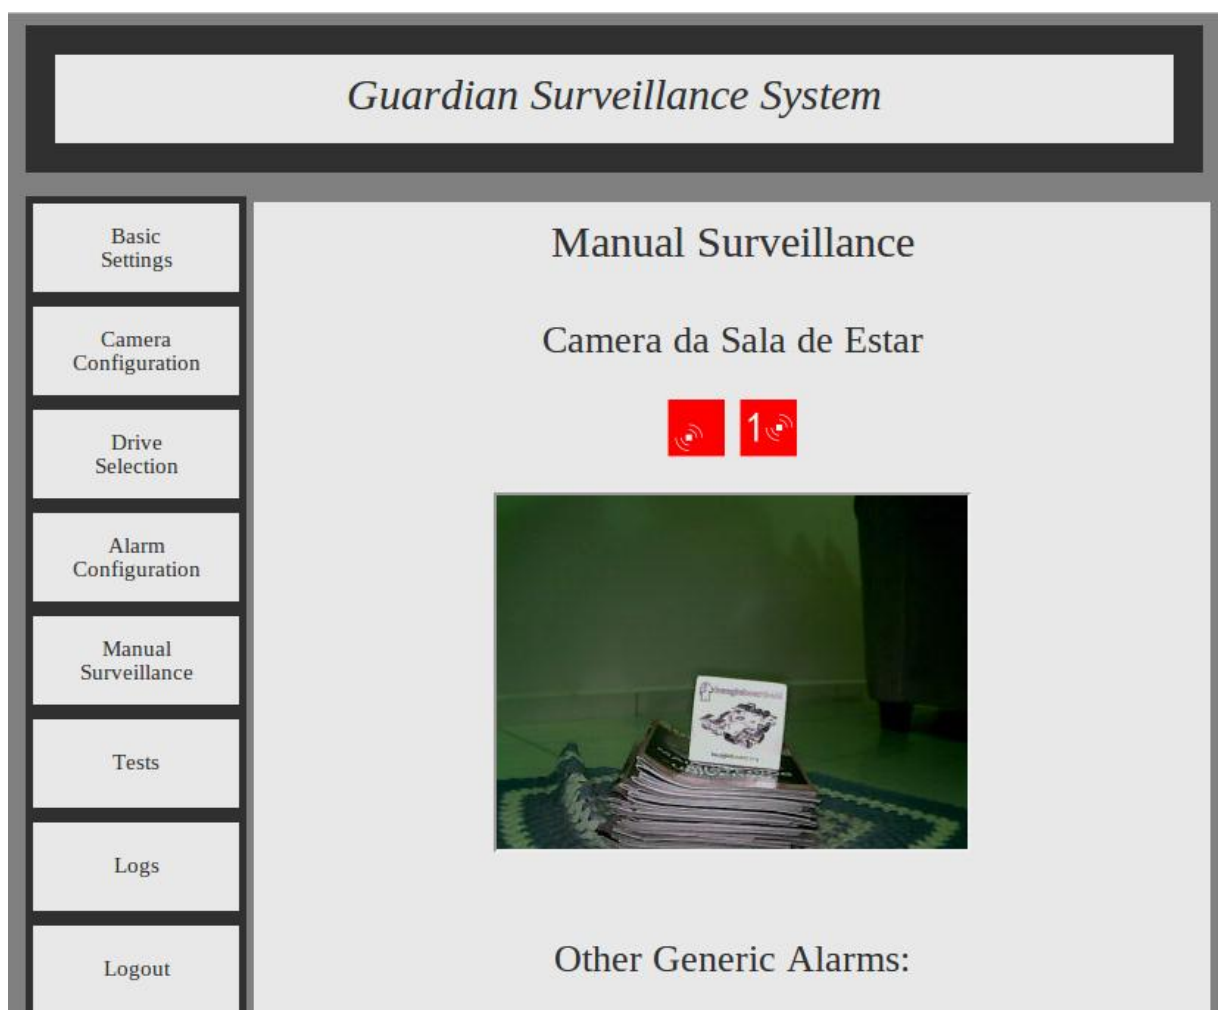 Guardian Surveillance System
Basic
Settings
Camera
Configuration
Drive
Selection
Alarm
Configuration
Manual
Surveillance
Tests
Logs
Logout
Manual Surveillance
Camera da Sala de Estar
1
Other Generic Alarms: